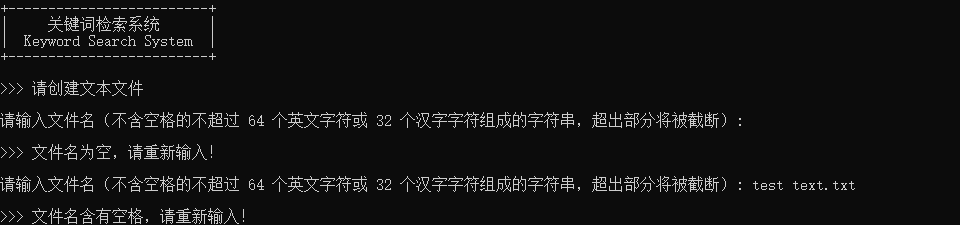 +-------------------------+
|     关键词检索系统      |
|  Keyword Search System  |
+-------------------------+
>>> 请创建文本文件
请输入文件名（不含空格的不超过 64 个英文字符或 32 个汉字字符组成的字符串，超出部分将被截断）:
>>> 文件名为空，请重新输入!
请输入文件名（不含空格的不超过 64 个英文字符或 32 个汉字字符组成的字符串，超出部分将被截断）: test text.txt
>>> 文件名含有空格，请重新输入!